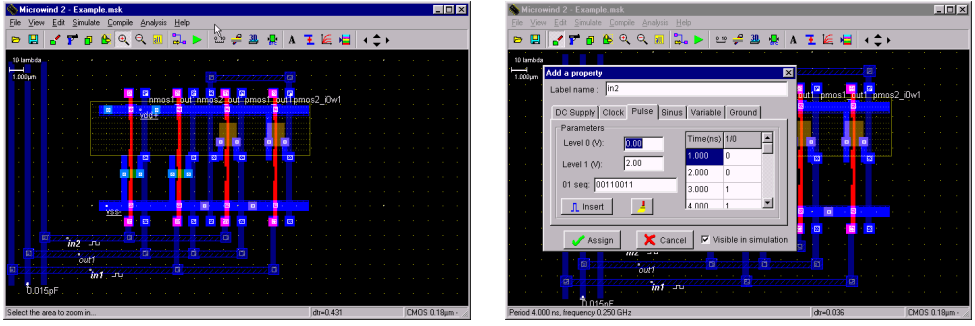 Microwind 2 - Example.msk
File View Edit Simulate Compile Analysis Help
10 lambda
1.000µm
nmos1_out1_nmos2_out_pmos1_out1pmos2_i0w1
vdd+
vss-
in2
out1
in1
0.015pF
Select the area to zoom in...
dtr=0.431
CMOS 0.18µm -
Microwind 2 - Example.msk
File View Edit Simulate Compile Analysis Help
10 lambda
1.000µm
Add a property
Label name : in2
DC Supply Clock Pulse Sinus Variable Ground
Parameters
Level 0 (V): 0.00
Level 1 (V): 2.00
01 seq: 00110011
Insert
Time(ns) 1/0
1.000 0
2.000 0
3.000 1
4.000 1
Assign Cancel Visible in simulation
out1_pmos2_i0w1
in2
out1
in1
0.015pF
Period 4.000 ns, frequency 0.250 GHz
dtr=0.036
CMOS 0.18µm -